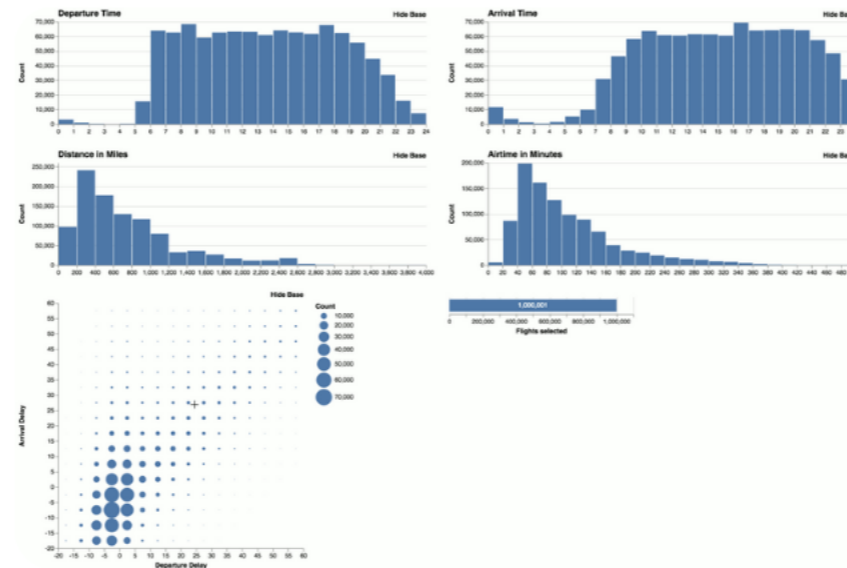 Departure Time
Hide Base
Count
70,000
60,000
50,000
40,000
30,000
20,000
10,000
0
0 1 2 3 4 5 6 7 8 9 10 11 12 13 14 15 16 17 18 19 20 21 22 23 24
Arrival Time
Hide Bas
Count
70,000
60,000
50,000
40,000
30,000
20,000
10,000
0
0 1 2 3 4 5 6 7 8 9 10 11 12 13 14 15 16 17 18 19 20 21 22 23
Distance in Miles
Hide Base
Count
250,000
200,000
150,000
100,000
50,000
0
0 200 400 600 800 1,000 1,200 1,400 1,600 1,800 2,000 2,200 2,400 2,600 2,800 3,000 3,200 3,400 3,600 3,800 4,000
Airtime in Minutes
Hide Bas
Count
200,000
150,000
100,000
50,000
0
0 20 40 60 80 100 120 140 160 180 200 220 240 260 280 300 320 340 360 380 400 420 440 460 480
Hide Base
Arrival Delay
60
55
50
45
40
35
30
25
20
15
10
5
0
-5
-10
-15
-20
-20 -15 -10 -5 0 5 10 15 20 25 30 35 40 45 50 55 60
Departure Delay
Count
10,000
20,000
30,000
40,000
50,000
60,000
70,000
1,000,001
0 200,000 400,000 600,000 800,000 1,000,000
Flights selected